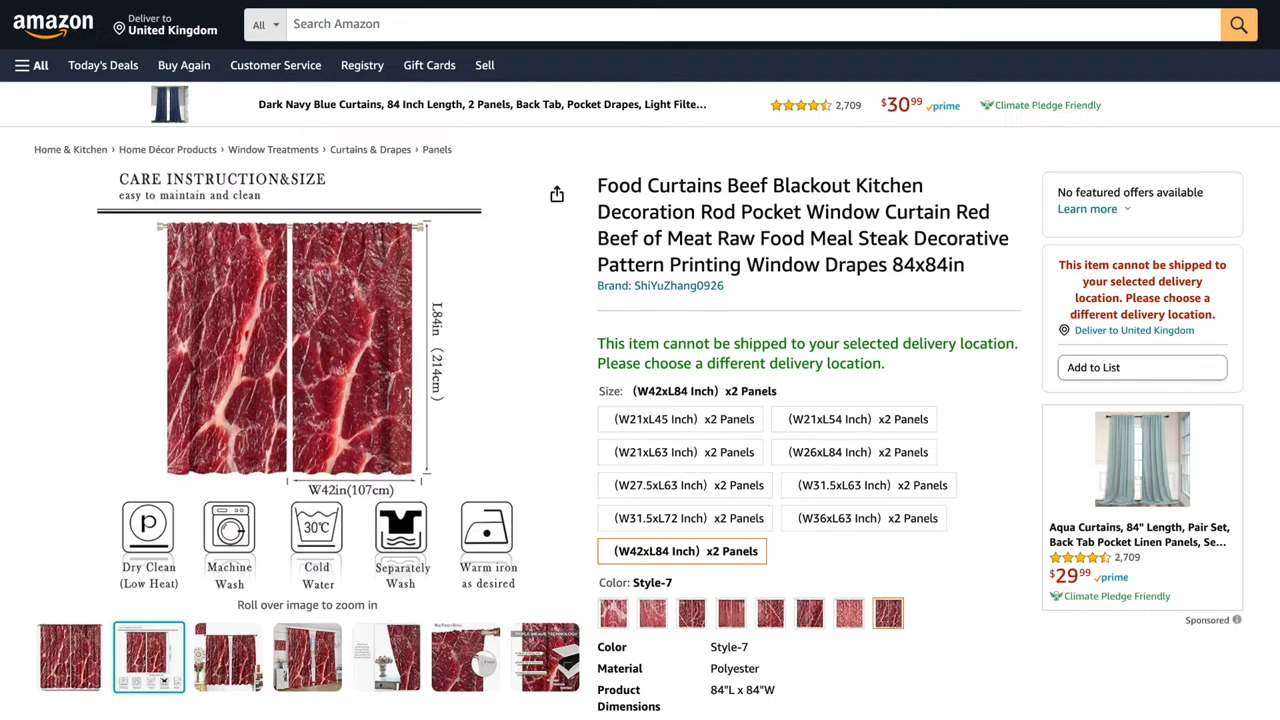 amazon
Deliver to
United Kingdom
All
Search Amazon
All
Today's Deals
Buy Again
Customer Service
Registry
Gift Cards
Sell
Dark Navy Blue Curtains, 84 Inch Length, 2 Panels, Back Tab, Pocket Drapes, Light Filte...
2,709
$30⁹⁹
prime
Climate Pledge Friendly
Home & Kitchen › Home Décor Products › Window Treatments › Curtains & Drapes › Panels
CARE INSTRUCTION&SIZE
easy to maintain and clean
L84in (214cm)
W42in(107cm)
P
30℃
Dry Clean
(Low Heat)
Machine
Wash
Cold
Water
Separately
Wash
Warm iron
as desired
Roll over image to zoom in
TRIPLE WEAVE TECHNOLOGY
Food Curtains Beef Blackout Kitchen
Decoration Rod Pocket Window Curtain Red
Beef of Meat Raw Food Meal Steak Decorative
Pattern Printing Window Drapes 84x84in
Brand: ShiYuZhang0926
This item cannot be shipped to your selected delivery location.
Please choose a different delivery location.
Size: (W42xL84 Inch) x2 Panels
(W21xL45 Inch) x2 Panels
(W21xL54 Inch) x2 Panels
(W21xL63 Inch) x2 Panels
(W26xL84 Inch) x2 Panels
(W27.5xL63 Inch) x2 Panels
(W31.5xL63 Inch) x2 Panels
(W31.5xL72 Inch) x2 Panels
(W36xL63 Inch) x2 Panels
(W42xL84 Inch) x2 Panels
Color: Style-7
Color Style-7
Material Polyester
Product
Dimensions
84"L x 84"W
No featured offers available
Learn more
This item cannot be shipped to
your selected delivery
location. Please choose a
different delivery location.
Deliver to United Kingdom
Add to List
Aqua Curtains, 84" Length, Pair Set,
Back Tab Pocket Linen Panels, Se...
2,709
$29⁹⁹
prime
Climate Pledge Friendly
Sponsored